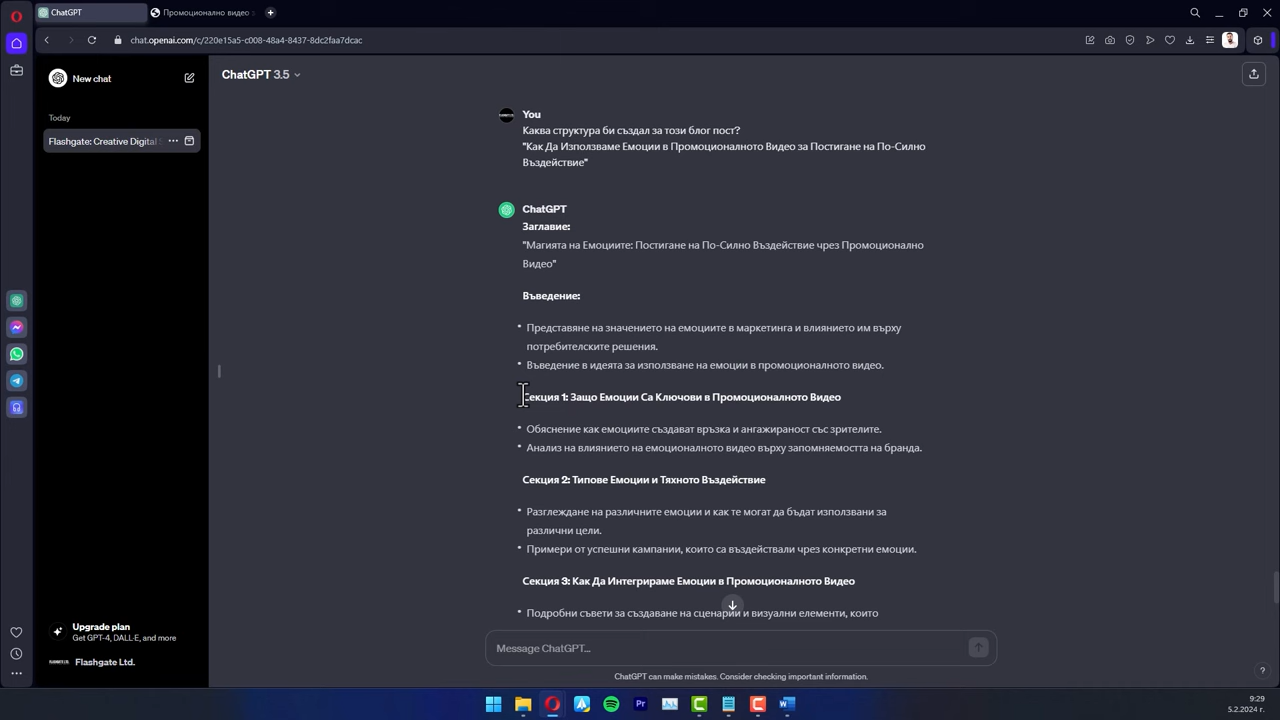 ChatGPT
Промоционално видео з
chat.openai.com/c/220e15a5-c008-48a4-8437-8dc2faa7dcac
New chat
Today
Flashgate: Creative Digital
ChatGPT 3.5
You
Каква структура би създал за този блог пост?
"Как Да Използваме Емоции в Промоционалното Видео за Постигане на По-Силно
Въздействие"
ChatGPT
Заглавие:
"Магията на Емоциите: Постигане на По-Силно Въздействие чрез Промоционално
Видео"
Въведение:
• Представяне на значението на емоциите в маркетинга и влиянието им върху
потребителските решения.
• Въведение в идеята за използване на емоции в промоционалното видео.
Секция 1: Защо Емоции Са Ключови в Промоционалното Видео
• Обяснение как емоциите създават връзка и ангажираност със зрителите.
• Анализ на влиянието на емоционалното видео върху запомняемостта на бранда.
Секция 2: Типове Емоции и Тяхното Въздействие
• Разглеждане на различните емоции и как те могат да бъдат използвани за
различни цели.
• Примери от успешни кампании, които са въздействали чрез конкретни емоции.
Секция 3: Как Да Интегрираме Емоции в Промоционалното Видео
• Подробни съвети за създаване на сценарии и визуални елементи, които
Upgrade plan
Get GPT-4, DALL·E, and more
Flashgate Ltd.
Message ChatGPT...
ChatGPT can make mistakes. Consider checking important information.
?
Pr
9:29
5.2.2024 г.